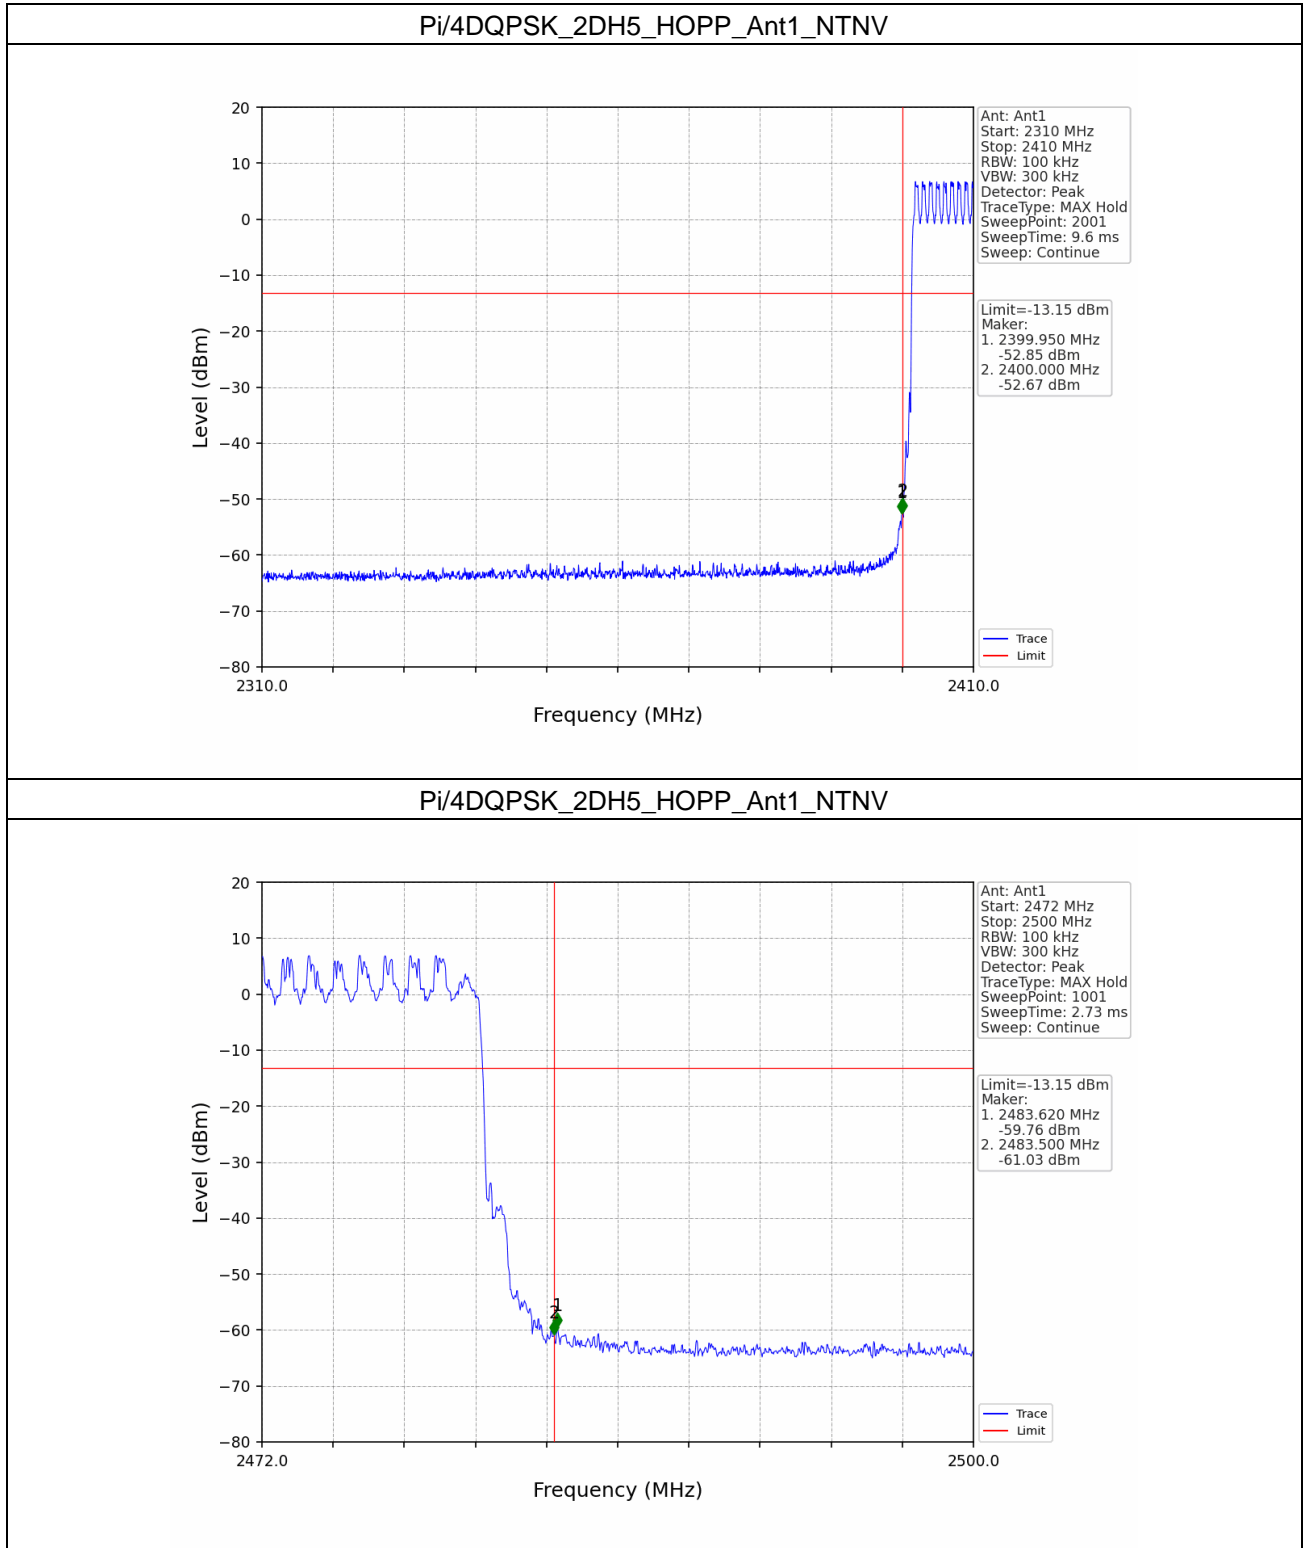 Pi/4DQPSK_2DH5_HOPP_Ant1_NTNV
20
10
0
−10
−20
−30
−40
−50
−60
−70
−80
Level (dBm)
2310.0
2410.0
Frequency (MHz)
1
2
Ant: Ant1
Start: 2310 MHz
Stop: 2410 MHz
RBW: 100 kHz
VBW: 300 kHz
Detector: Peak
TraceType: MAX Hold
SweepPoint: 2001
SweepTime: 9.6 ms
Sweep: Continue
Limit=-13.15 dBm
Maker:
1. 2399.950 MHz
-52.85 dBm
2. 2400.000 MHz
-52.67 dBm
Trace
Limit
Pi/4DQPSK_2DH5_HOPP_Ant1_NTNV
20
10
0
−10
−20
−30
−40
−50
−60
−70
−80
Level (dBm)
2472.0
2500.0
Frequency (MHz)
1
2
Ant: Ant1
Start: 2472 MHz
Stop: 2500 MHz
RBW: 100 kHz
VBW: 300 kHz
Detector: Peak
TraceType: MAX Hold
SweepPoint: 1001
SweepTime: 2.73 ms
Sweep: Continue
Limit=-13.15 dBm
Maker:
1. 2483.620 MHz
-59.76 dBm
2. 2483.500 MHz
-61.03 dBm
Trace
Limit